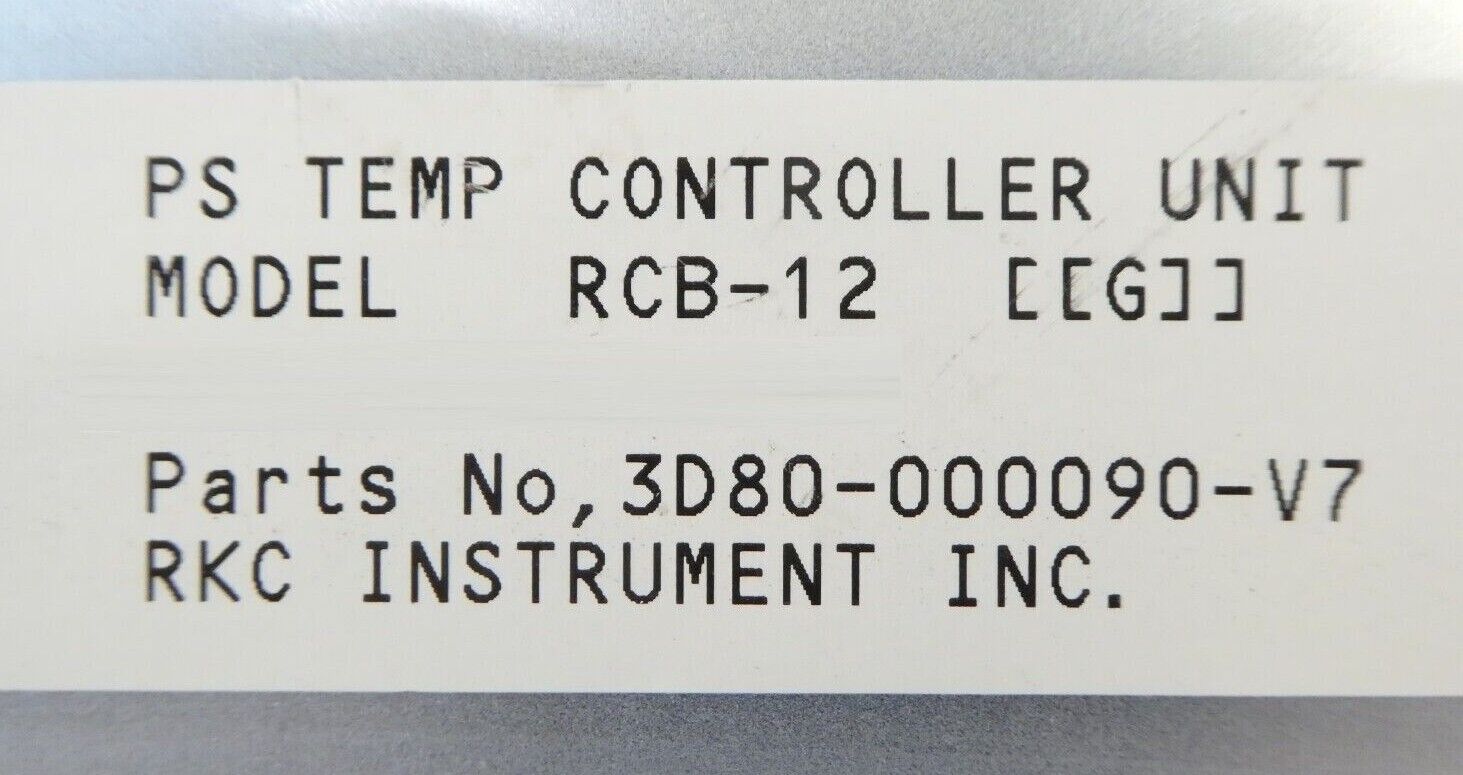 PS TEMP CONTROLLER UNIT
MODEL RCB-12 [[G]]
Parts No,3D80-000090-V7
RKC INSTRUMENT INC.